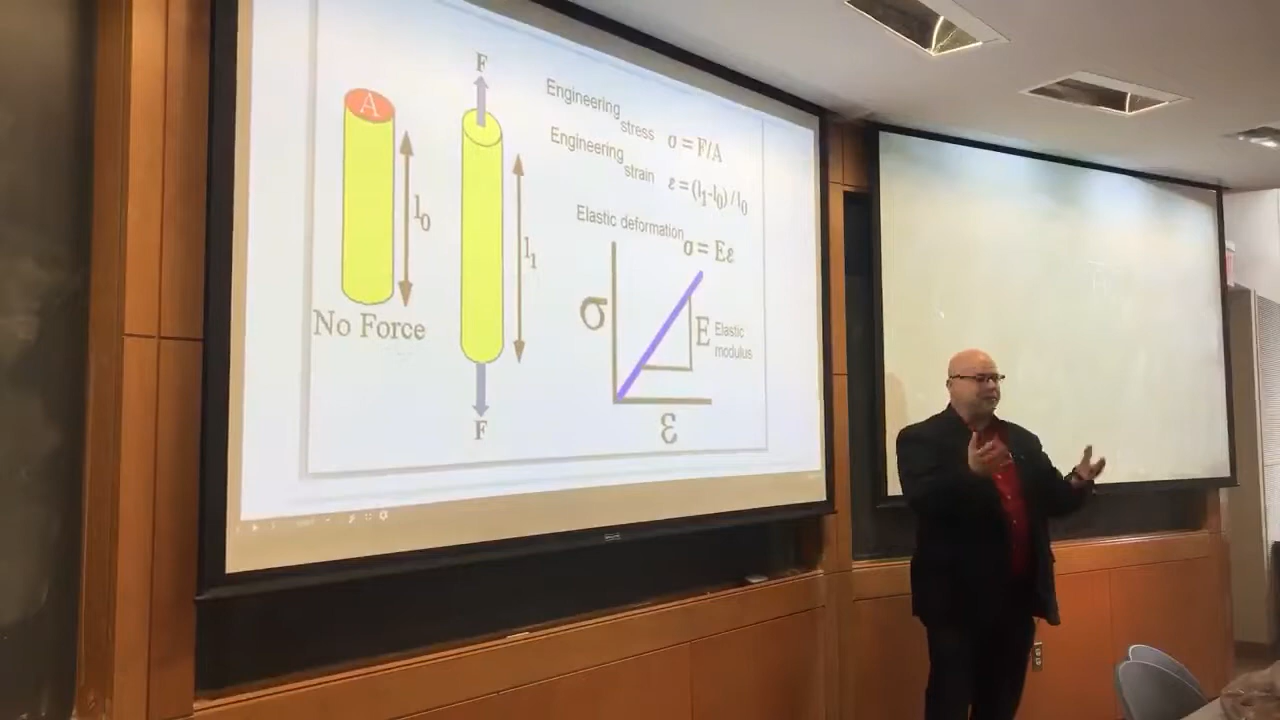 A
l0
No Force
F
l1
F
Engineering
stress σ = F/A
Engineering
strain ε = (l1-l0) / l0
Elastic deformation
σ = Eε
σ
E Elastic
modulus
ε